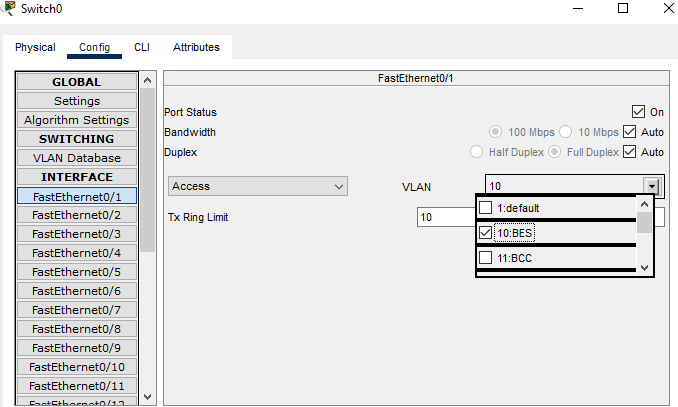 Switch0
Physical Config CLI Attributes
GLOBAL
Settings
Algorithm Settings
SWITCHING
VLAN Database
INTERFACE
FastEthernet0/1
FastEthernet0/2
FastEthernet0/3
FastEthernet0/4
FastEthernet0/5
FastEthernet0/6
FastEthernet0/7
FastEthernet0/8
FastEthernet0/9
FastEthernet0/10
FastEthernet0/11
FastEthernet0/12
FastEthernet0/1
Port Status On
Bandwidth 100 Mbps 10 Mbps Auto
Duplex Half Duplex Full Duplex Auto
Access VLAN 10
1:default
Tx Ring Limit 10
10:BES
11:BCC